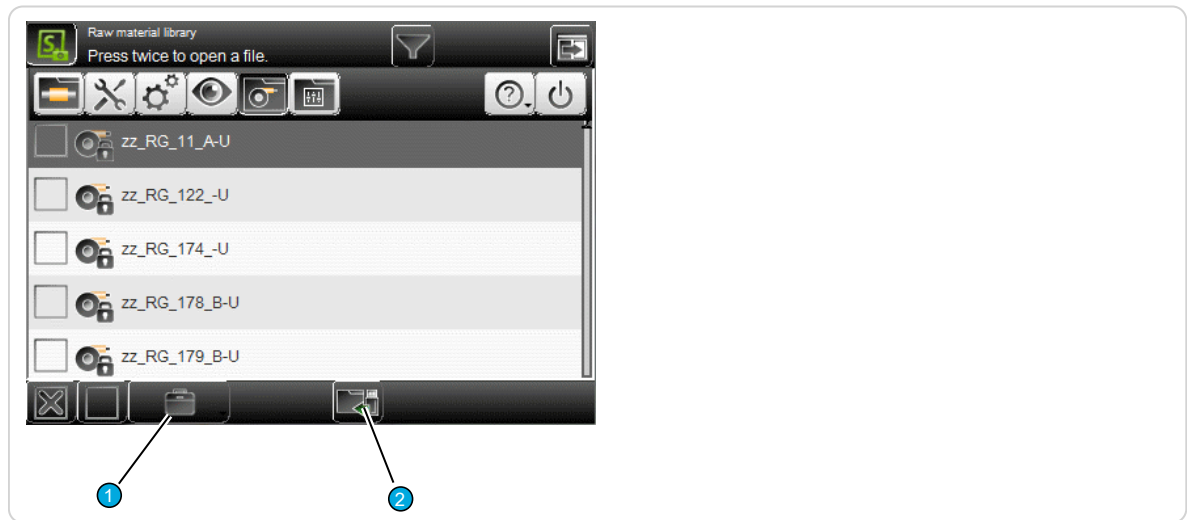 S
Raw material library
Press twice to open a file.
?
zz_RG_11_A-U
zz_RG_122_-U
zz_RG_174_-U
zz_RG_178_B-U
zz_RG_179_B-U
1
2